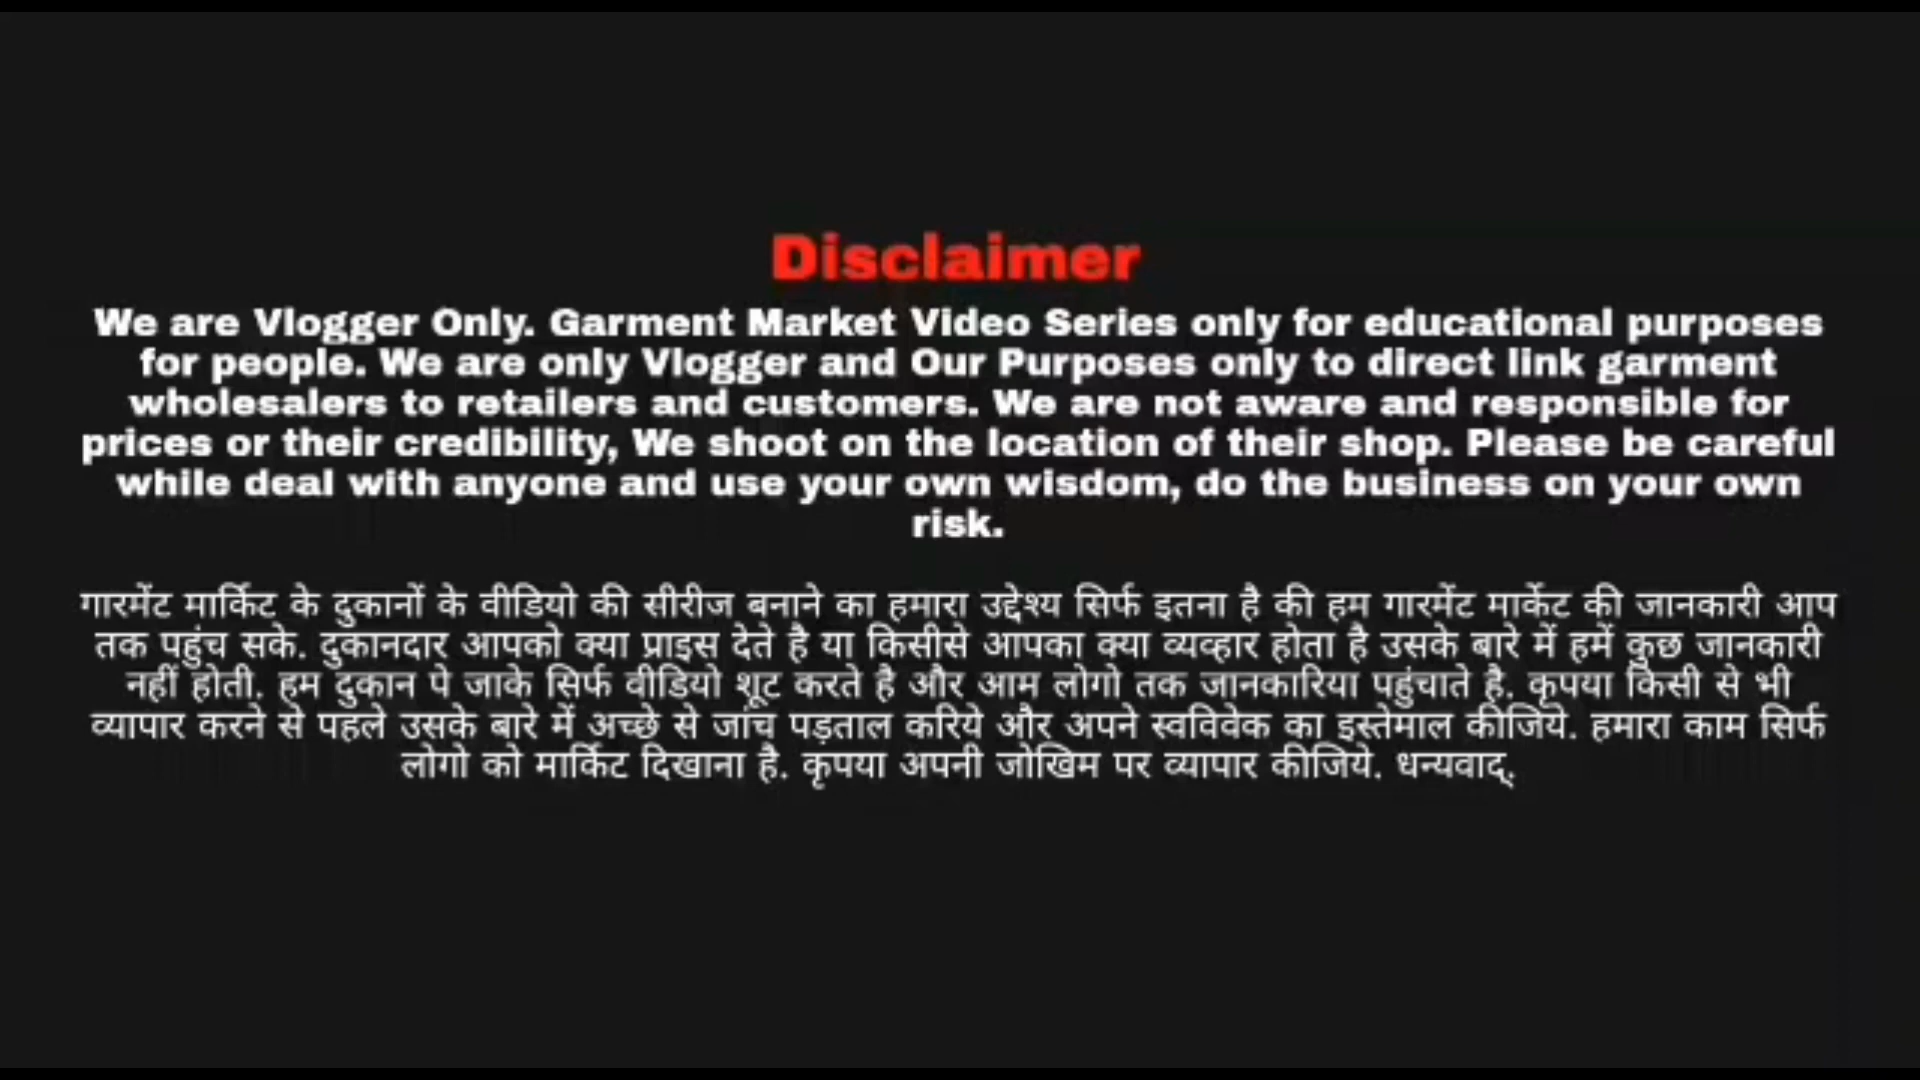 Disclaimer
We are Vlogger Only. Garment Market Video Series only for educational purposes
for people. We are only Vlogger and Our Purposes only to direct link garment
wholesalers to retailers and customers. We are not aware and responsible for
prices or their credibility, We shoot on the location of their shop. Please be careful
while deal with anyone and use your own wisdom, do the business on your own
risk.
गारमेंट मार्किट के दुकानों के वीडियो की सीरीज बनाने का हमारा उद्देश्य सिर्फ इतना है की हम गारमेंट मार्केट की जानकारी आप
तक पहुंच सके. दुकानदार आपको क्या प्राइस देते है या किसीसे आपका क्या व्यव्हार होता है उसके बारे में हमें कुछ जानकारी
नहीं होती. हम दुकान पे जाके सिर्फ वीडियो शूट करते है और आम लोगो तक जानकारिया पहुंचाते है. कृपया किसी से भी
व्यापार करने से पहले उसके बारे में अच्छे से जांच पड़ताल करिये और अपने स्वविवेक का इस्तेमाल कीजिये. हमारा काम सिर्फ
लोगो को मार्किट दिखाना है. कृपया अपनी जोखिम पर व्यापार कीजिये. धन्यवाद्.